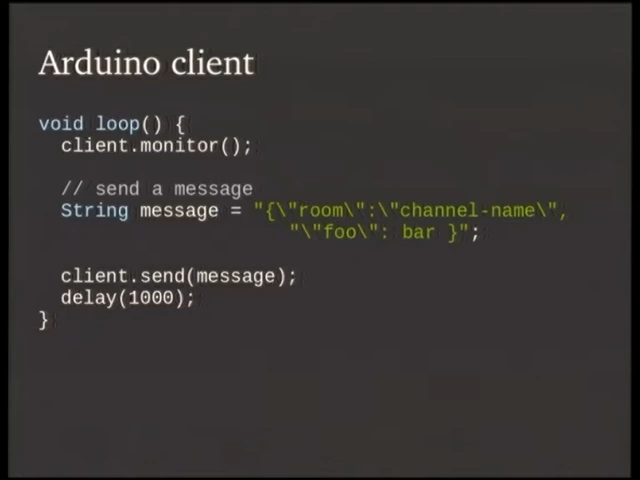 Arduino client
void loop() {
client.monitor();
// send a message
String message = "{\"room\":\"channel-name\",
"\"foo\": bar }";
client.send(message);
delay(1000);
}